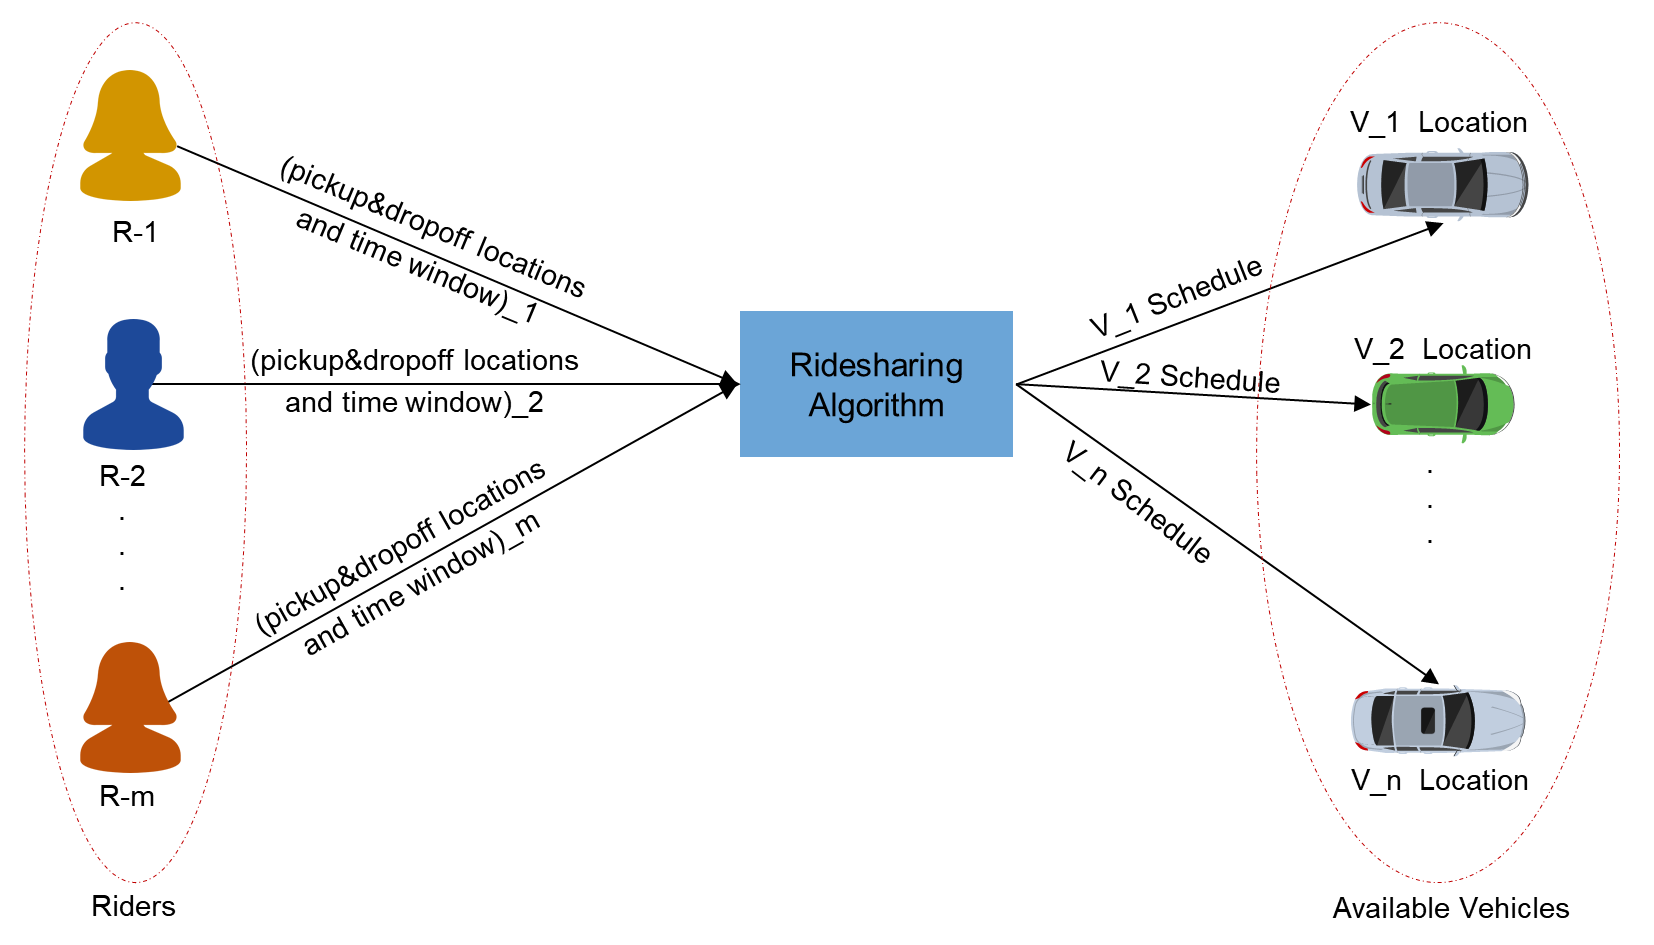 R-1
(pickup&dropoff locations
and time window)_1
R-2
(pickup&dropoff locations
and time window)_2
.
.
.
R-m
(pickup&dropoff locations
and time window)_m
Riders
Ridesharing
Algorithm
V_1 Schedule
V_2 Schedule
V_n Schedule
V_1 Location
V_2 Location
.
.
.
V_n Location
Available Vehicles